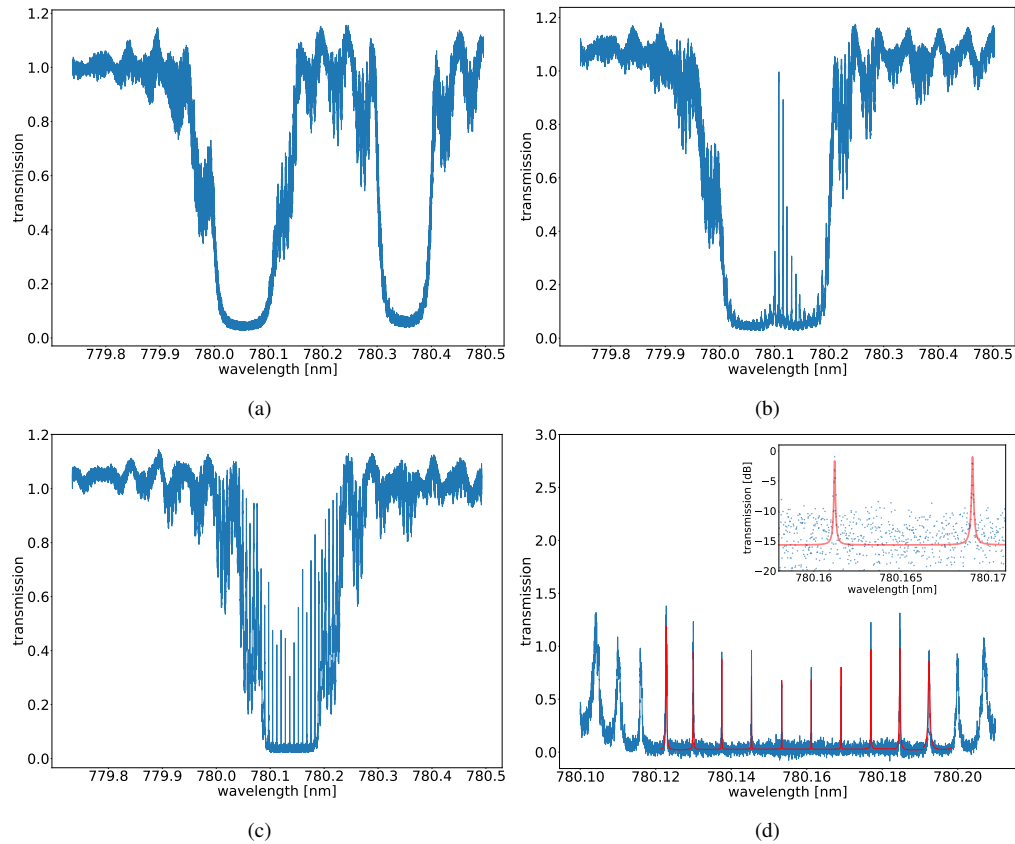 1.2
1.0
0.8
0.6
0.4
0.2
0.0
transmission
779.8 779.9 780.0 780.1 780.2 780.3 780.4 780.5
wavelength [nm]
(a)
1.2
1.0
0.8
0.6
0.4
0.2
0.0
transmission
779.8 779.9 780.0 780.1 780.2 780.3 780.4 780.5
wavelength [nm]
(b)
1.2
1.0
0.8
0.6
0.4
0.2
0.0
transmission
779.8 779.9 780.0 780.1 780.2 780.3 780.4 780.5
wavelength [nm]
(c)
3.0
2.5
2.0
1.5
1.0
0.5
0.0
transmission
780.10 780.12 780.14 780.16 780.18 780.20
wavelength [nm]
0
−5
−10
−15
−20
transmission [dB]
780.16 780.165 780.17
wavelength [nm]
(d)